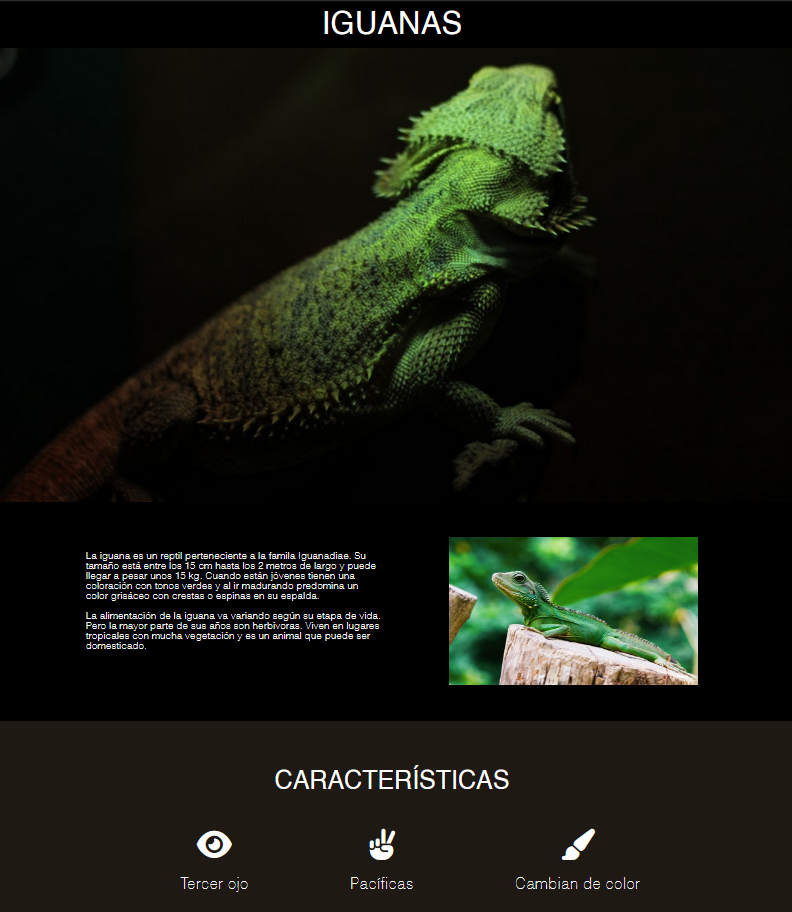 IGUANAS
La iguana es un reptil perteneciente a la famila Iguanadiae. Su
tamaño está entre los 15 cm hasta los 2 metros de largo y puede
llegar a pesar unos 15 kg. Cuando están jóvenes tienen una
coloración con tonos verdes y al ir madurando predomina un
color grisáceo con crestas o espinas en su espalda.
La alimentación de la iguana va variando según su etapa de vida.
Pero la mayor parte de sus años son herbívoras. Viven en lugares
tropicales con mucha vegetación y es un animal que puede ser
domesticado.
CARACTERÍSTICAS
Tercer ojo
Pacíficas
Cambian de color